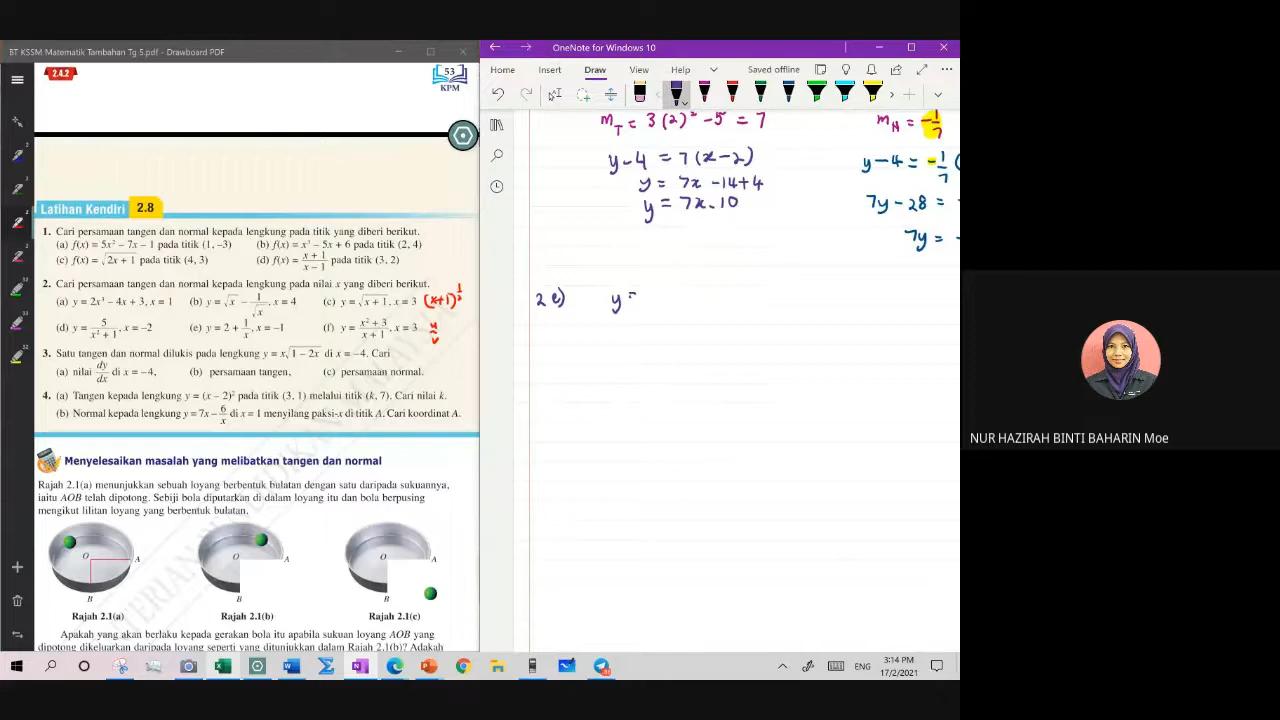 BT KSSM Matematik Tambahan Tg 5.pdf - Drawboard PDF
2.4.2
53
KPM
Latihan Kendiri 2.8
1. Cari persamaan tangen dan normal kepada lengkung pada titik yang diberi berikut.
(a) f(x) = 5x² – 7x – 1 pada titik (1, –3) (b) f(x) = x³ – 5x + 6 pada titik (2, 4)
(c) f(x) = √(2x + 1) pada titik (4, 3) (d) f(x) = (x + 1)/(x – 1) pada titik (3, 2)
2. Cari persamaan tangen dan normal kepada lengkung pada nilai x yang diberi berikut.
(a) y = 2x³ – 4x + 3, x = 1 (b) y = √x – 1/√x, x = 4 (c) y = √(x + 1), x = 3 (x+1)^½
(d) y = 5/(x² + 1), x = –2 (e) y = 2 + 1/x, x = –1 (f) y = (x² + 3)/(x + 1), x = 3 u/v
3. Satu tangen dan normal dilukis pada lengkung y = x√(1 – 2x) di x = –4. Cari
(a) nilai dy/dx di x = –4, (b) persamaan tangen, (c) persamaan normal.
4. (a) Tangen kepada lengkung y = (x – 2)² pada titik (3, 1) melalui titik (k, 7). Cari nilai k.
(b) Normal kepada lengkung y = 7x – 6/x di x = 1 menyilang paksi-x di titik A. Cari koordinat A.
Menyelesaikan masalah yang melibatkan tangen dan normal
Rajah 2.1(a) menunjukkan sebuah loyang berbentuk bulatan dengan satu daripada sukuannya,
iaitu AOB telah dipotong. Sebiji bola diputarkan di dalam loyang itu dan bola berpusing
mengikut lilitan loyang yang berbentuk bulatan.
O A B
O A B
O A B
Rajah 2.1(a) Rajah 2.1(b) Rajah 2.1(c)
Apakah yang akan berlaku kepada gerakan bola itu apabila sukuan loyang AOB yang
dipotong dikeluarkan daripada loyang seperti yang ditunjukkan dalam Rajah 2.1(b)? Adakah
OneNote for Windows 10
Home Insert Draw View Help Saved offline
m_T = 3(2)² - 5 = 7
y - 4 = 7(x - 2)
y = 7x - 14 + 4
y = 7x - 10
m_N = -1/7
y - 4 = -1/7 (
7y - 28 = -
7y = -
2 e) y =
NUR HAZIRAH BINTI BAHARIN Moe
ENG
3:14 PM
17/2/2021